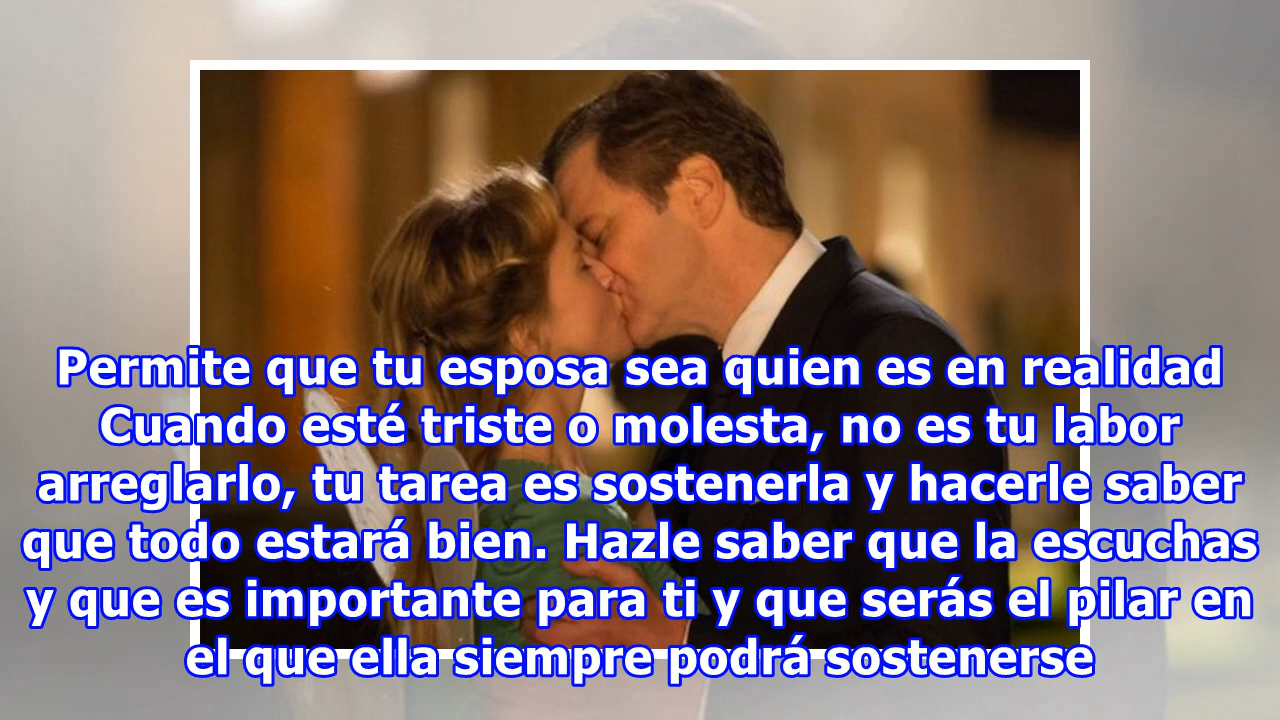 Permite que tu esposa sea quien es en realidad
Cuando esté triste o molesta, no es tu labor
arreglarlo, tu tarea es sostenerla y hacerle saber
que todo estará bien. Hazle saber que la escuchas
y que es importante para ti y que serás el pilar en
el que ella siempre podrá sostenerse